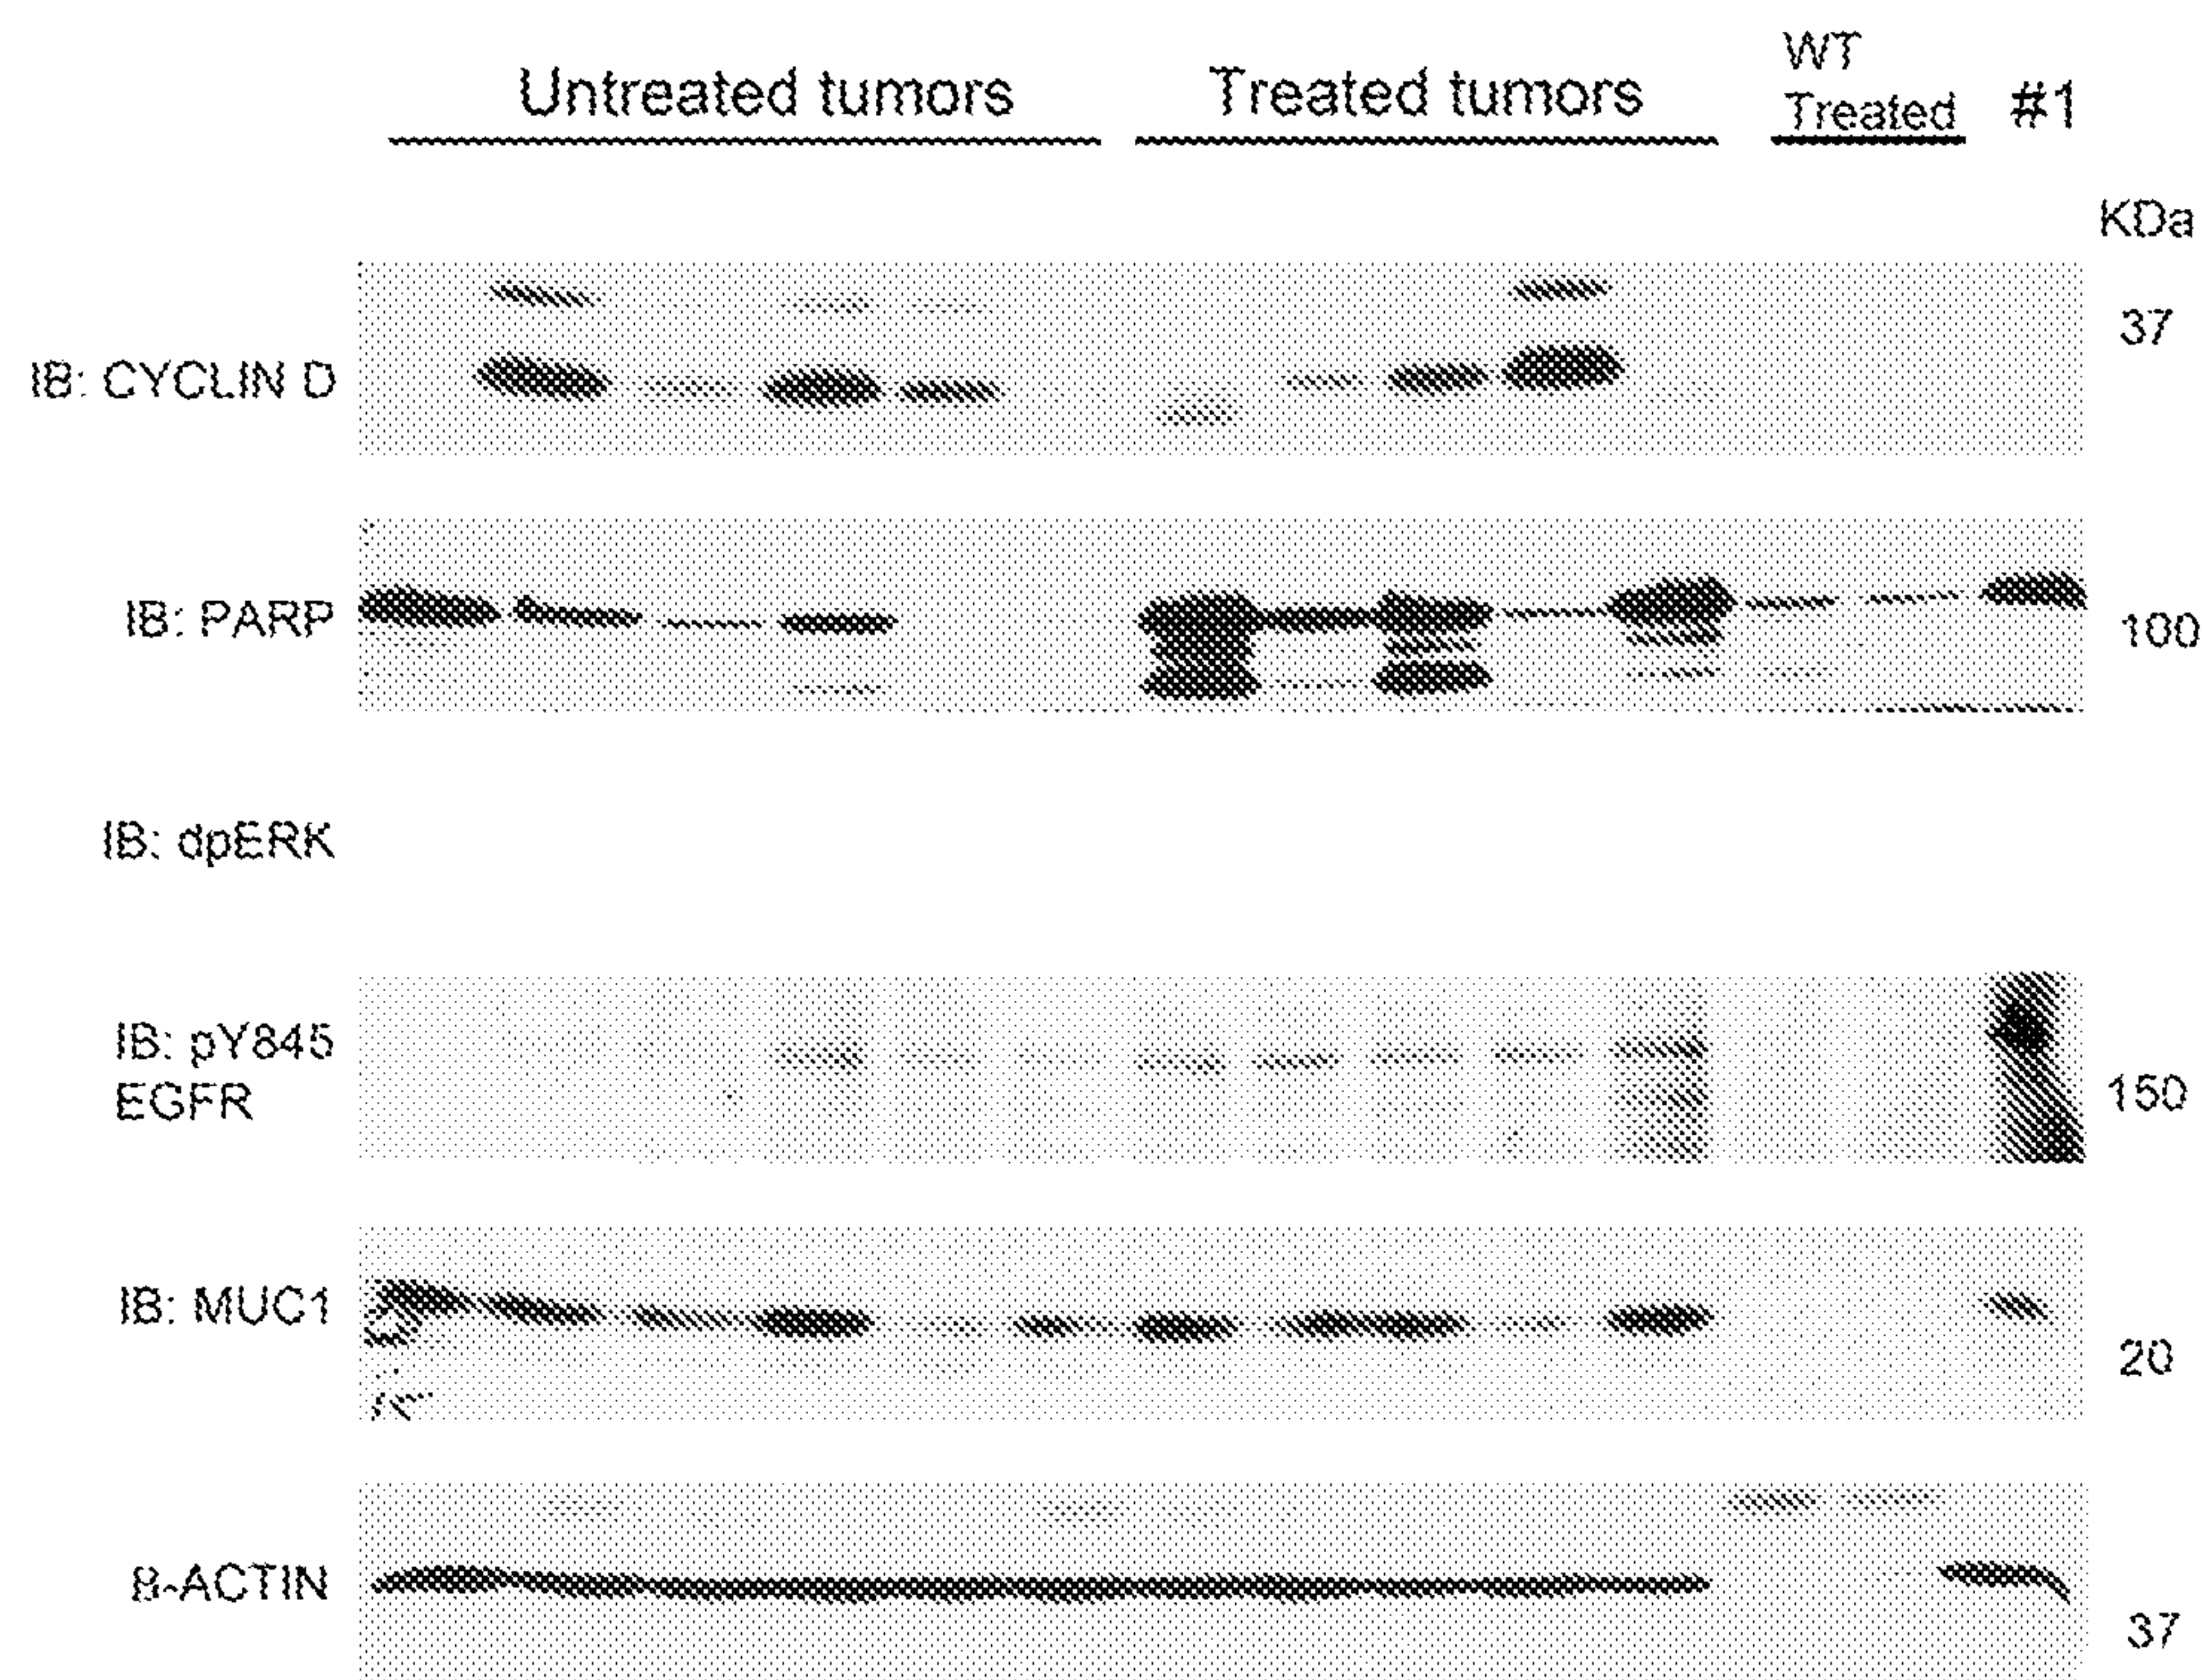 Untreated tumors
Treated tumors
WT
Treated
#1
KDa
IB: CYCLIN D
37
IB: PARP
100
IB: dpERK
IB: pY845
EGFR
150
IB: MUC1
20
B-ACTIN
37